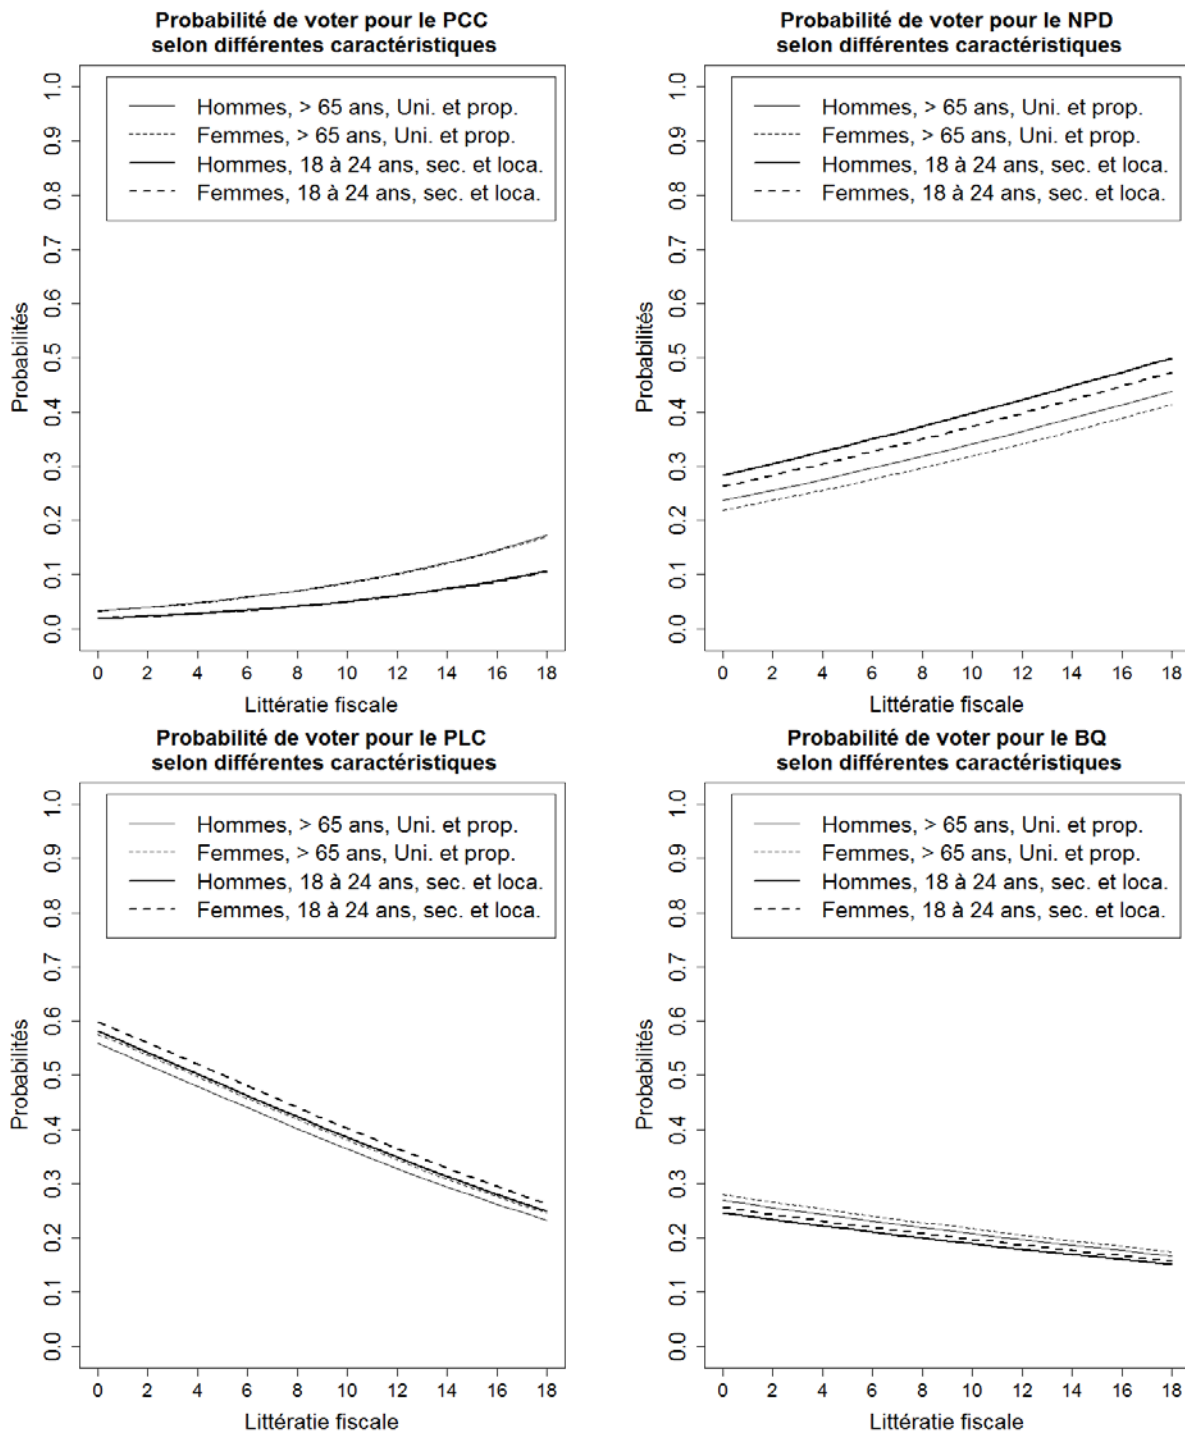 Probabilité de voter pour le PCC
selon différentes caractéristiques
Hommes, > 65 ans, Uni. et prop.
Femmes, > 65 ans, Uni. et prop.
Hommes, 18 à 24 ans, sec. et loca.
Femmes, 18 à 24 ans, sec. et loca.
Probabilités
1.0
0.9
0.8
0.7
0.6
0.5
0.4
0.3
0.2
0.1
0.0
0 2 4 6 8 10 12 14 16 18
Littératie fiscale
Probabilité de voter pour le NPD
selon différentes caractéristiques
Hommes, > 65 ans, Uni. et prop.
Femmes, > 65 ans, Uni. et prop.
Hommes, 18 à 24 ans, sec. et loca.
Femmes, 18 à 24 ans, sec. et loca.
Probabilités
1.0
0.9
0.8
0.7
0.6
0.5
0.4
0.3
0.2
0.1
0.0
0 2 4 6 8 10 12 14 16 18
Littératie fiscale
Probabilité de voter pour le PLC
selon différentes caractéristiques
Hommes, > 65 ans, Uni. et prop.
Femmes, > 65 ans, Uni. et prop.
Hommes, 18 à 24 ans, sec. et loca.
Femmes, 18 à 24 ans, sec. et loca.
Probabilités
1.0
0.9
0.8
0.7
0.6
0.5
0.4
0.3
0.2
0.1
0.0
0 2 4 6 8 10 12 14 16 18
Littératie fiscale
Probabilité de voter pour le BQ
selon différentes caractéristiques
Hommes, > 65 ans, Uni. et prop.
Femmes, > 65 ans, Uni. et prop.
Hommes, 18 à 24 ans, sec. et loca.
Femmes, 18 à 24 ans, sec. et loca.
Probabilités
1.0
0.9
0.8
0.7
0.6
0.5
0.4
0.3
0.2
0.1
0.0
0 2 4 6 8 10 12 14 16 18
Littératie fiscale